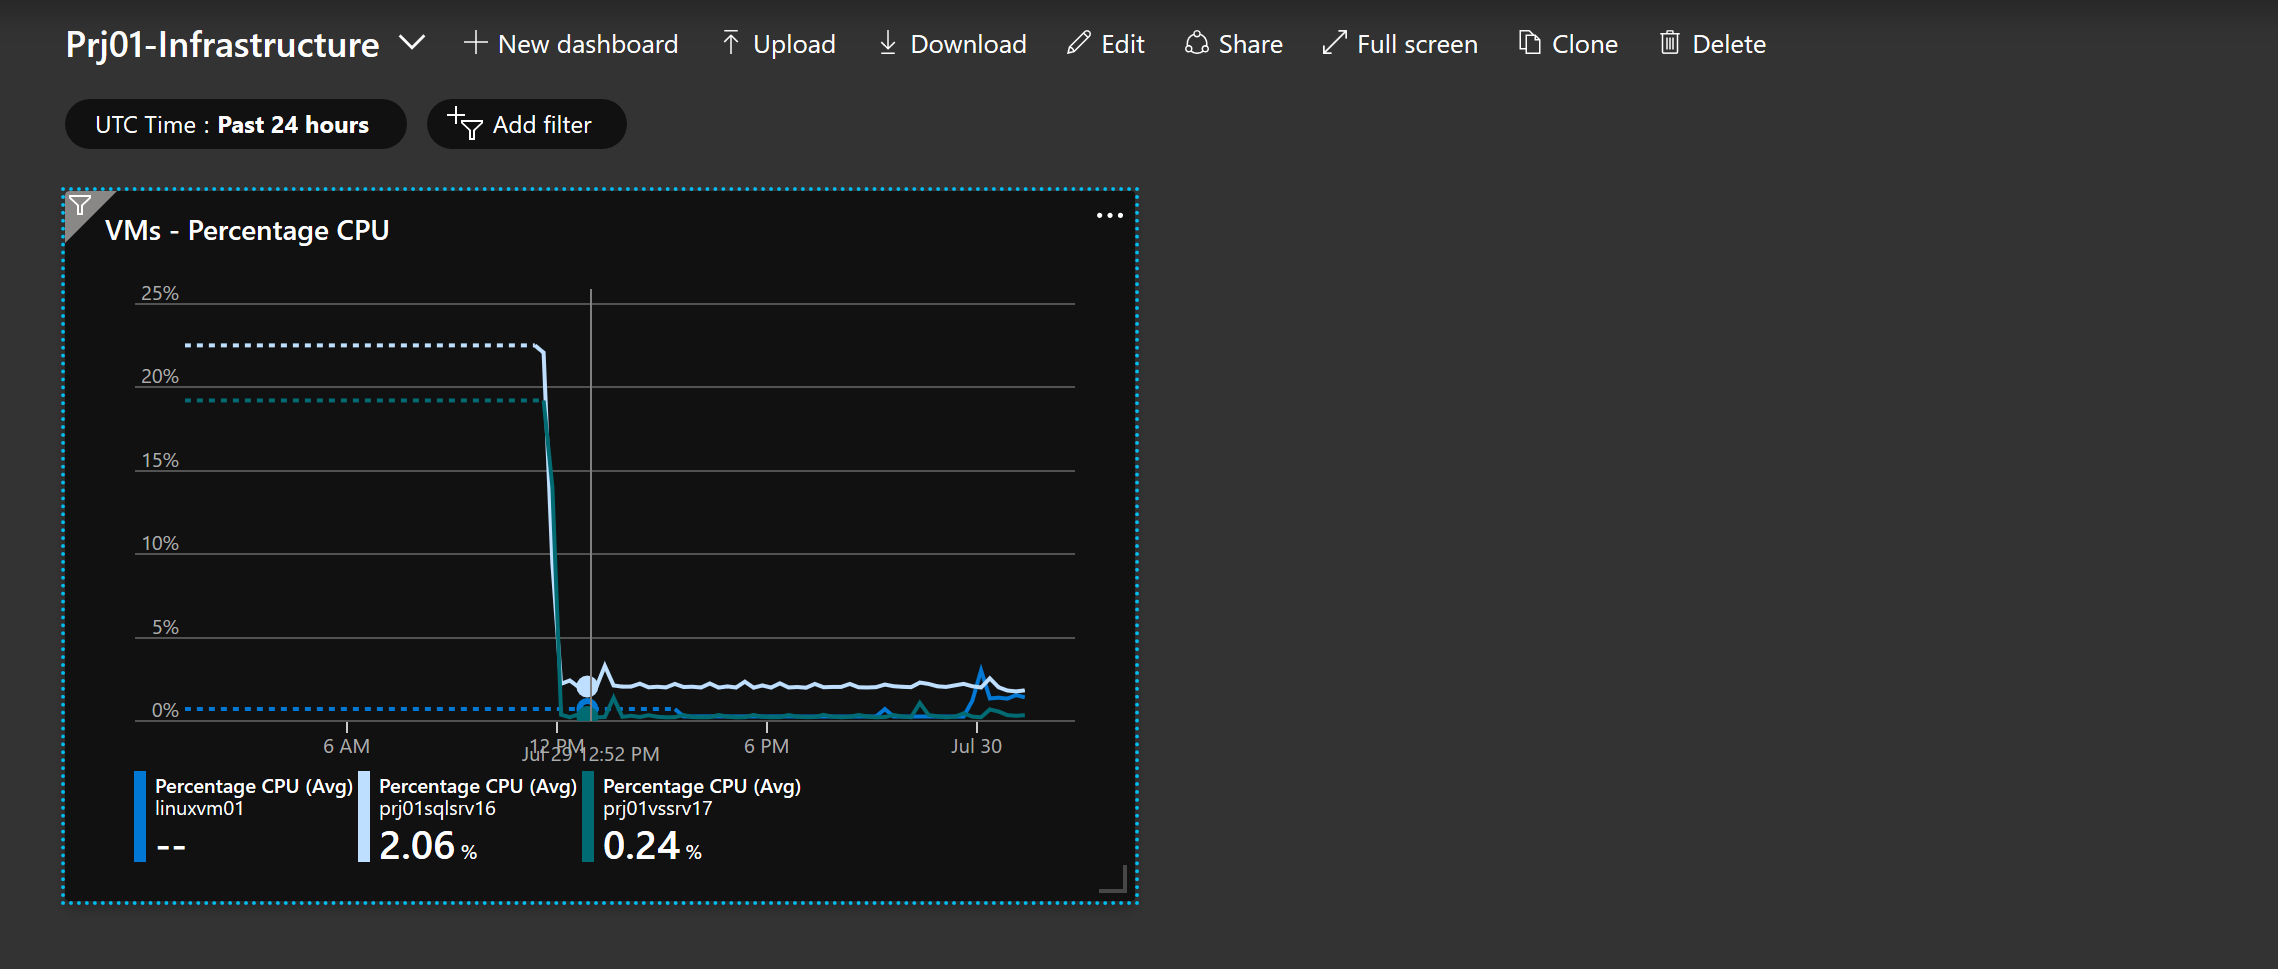 Prj01-Infrastructure New dashboard Upload Download Edit Share Full screen Clone Delete
UTC Time : Past 24 hours Add filter
VMs - Percentage CPU
25%
20%
15%
10%
5%
0%
6 AM 12 PM 6 PM Jul 30
Jul 29 12:52 PM
Percentage CPU (Avg) Percentage CPU (Avg) Percentage CPU (Avg)
linuxvm01 prj01sqlsrv16 prj01vssrv17
-- 2.06 % 0.24 %